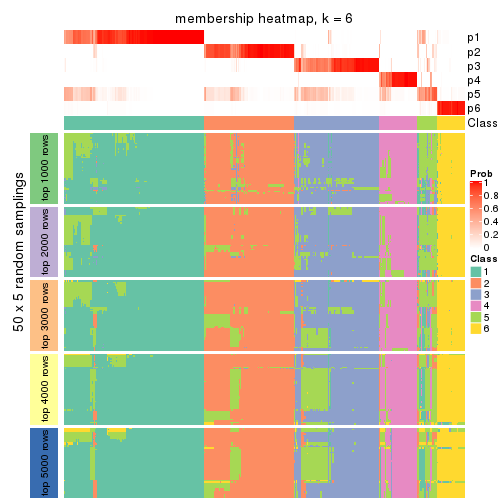 membership heatmap, k = 6
p1
p2
p3
p4
p5
p6
Class
50 x 5 random samplings
top 1000 rows
top 2000 rows
top 3000 rows
top 4000 rows
top 5000 rows
Prob
1
0.8
0.6
0.4
0.2
0
Class
1
2
3
4
5
6